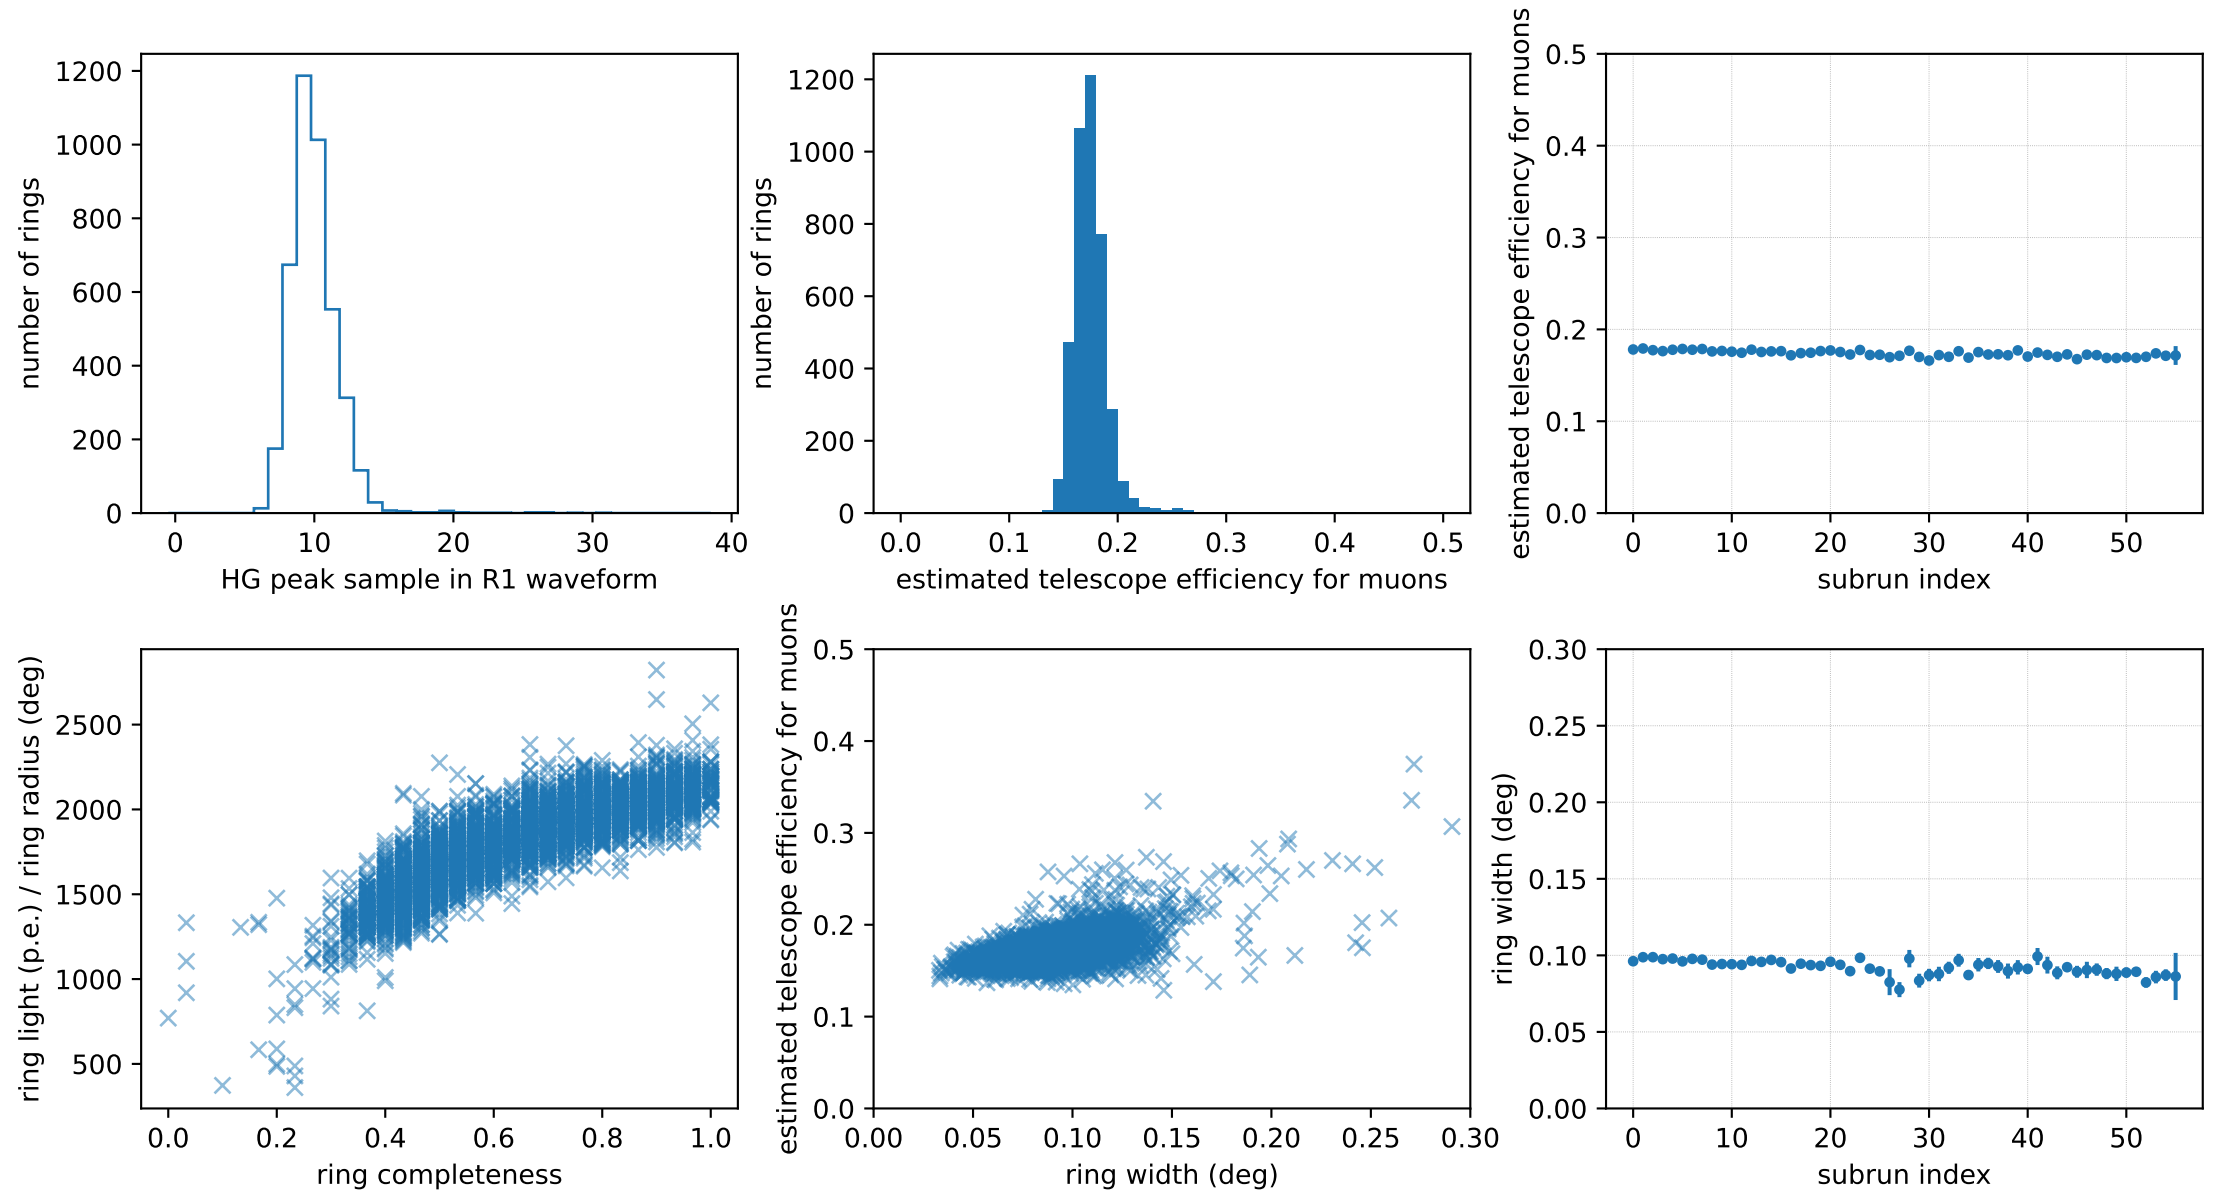 number of rings
1200
1000
800
600
400
200
0
0 10 20 30 40
HG peak sample in R1 waveform
number of rings
1200
1000
800
600
400
200
0
0.0 0.1 0.2 0.3 0.4 0.5
estimated telescope efficiency for muons
estimated telescope efficiency for muons
0.5
0.4
0.3
0.2
0.1
0.0
0 10 20 30 40 50
subrun index
ring light (p.e.) / ring radius (deg)
2500
2000
1500
1000
500
0.0 0.2 0.4 0.6 0.8 1.0
ring completeness
estimated telescope efficiency for muons
0.5
0.4
0.3
0.2
0.1
0.0
0.00 0.05 0.10 0.15 0.20 0.25 0.30
ring width (deg)
ring width (deg)
0.30
0.25
0.20
0.15
0.10
0.05
0.00
0 10 20 30 40 50
subrun index